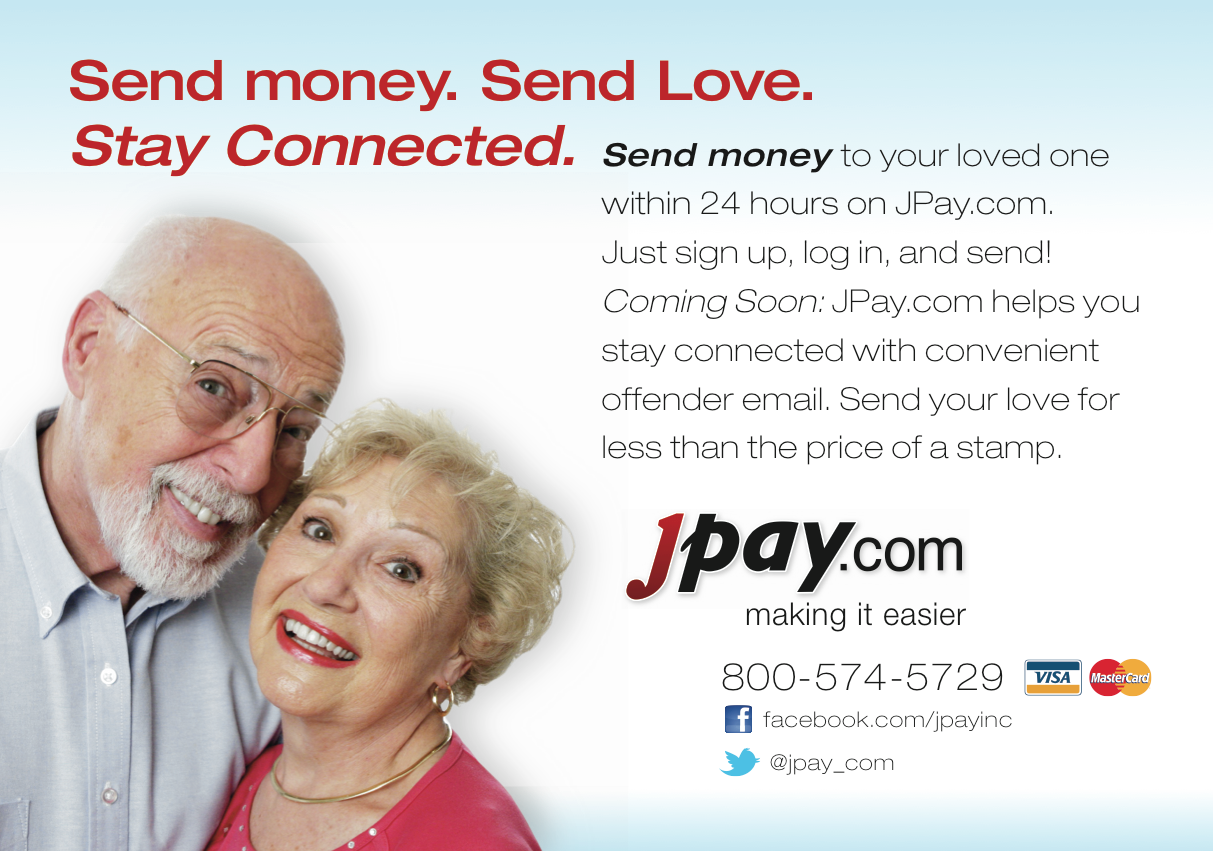 Send money. Send Love.
Stay Connected.
Send money to your loved one
within 24 hours on JPay.com.
Just sign up, log in, and send!
Coming Soon: JPay.com helps you
stay connected with convenient
offender email. Send your love for
less than the price of a stamp.
Jpay.com
making it easier
800-574-5729 VISA MasterCard
f facebook.com/jpayinc
@jpay_com